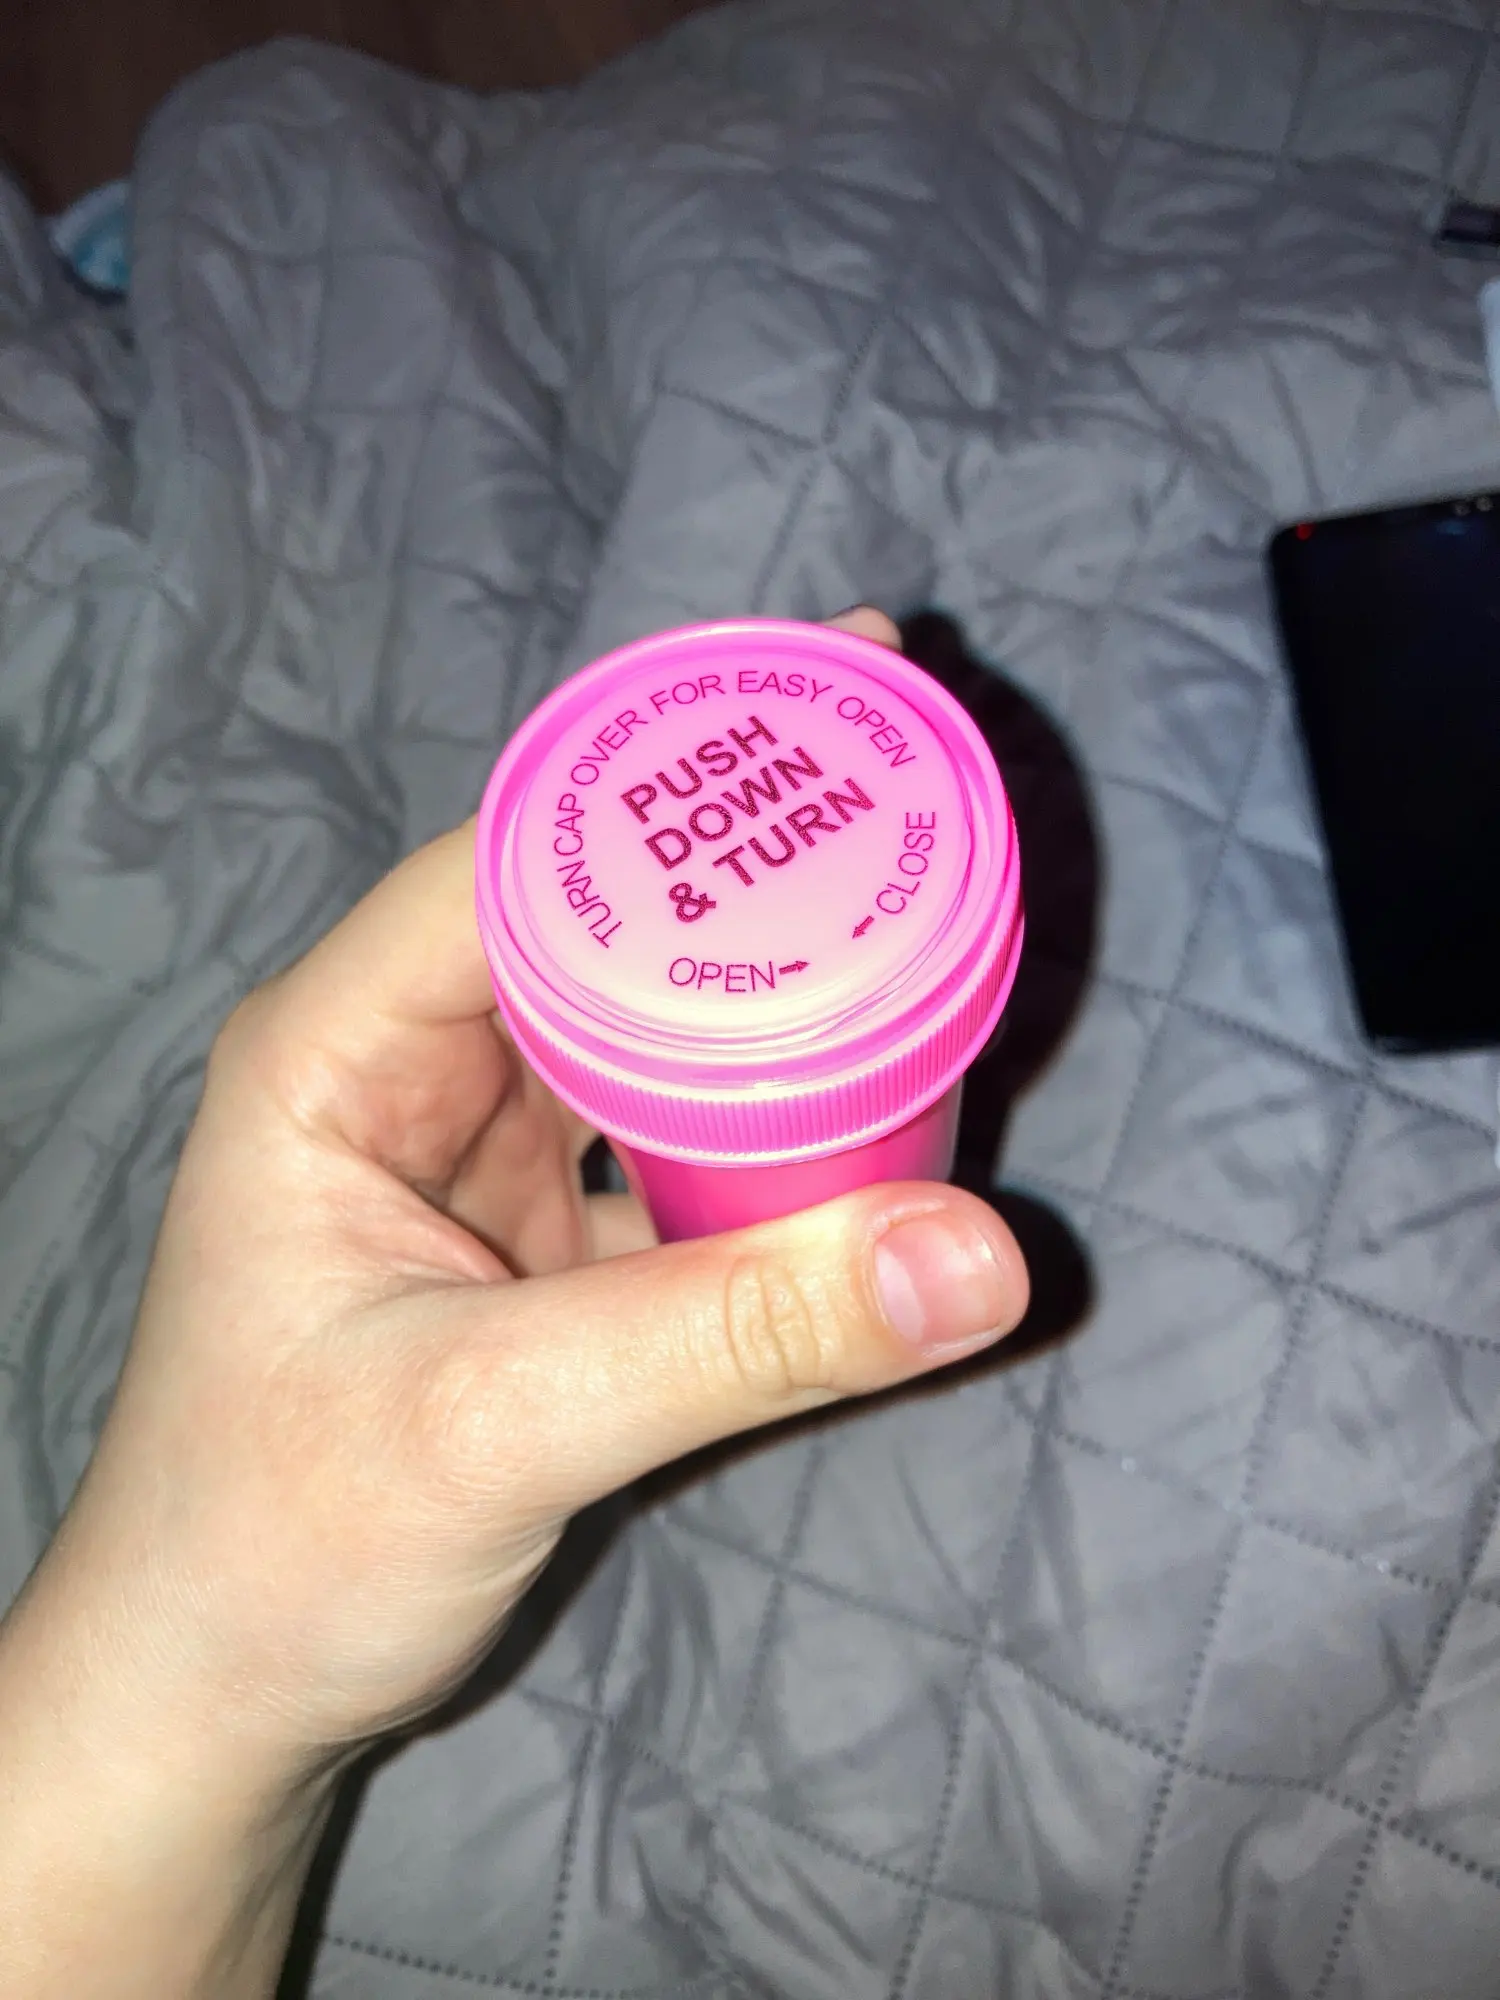 TURN CAP OVER FOR EASY OPEN
PUSH
DOWN
& TURN
OPEN→
←CLOSE